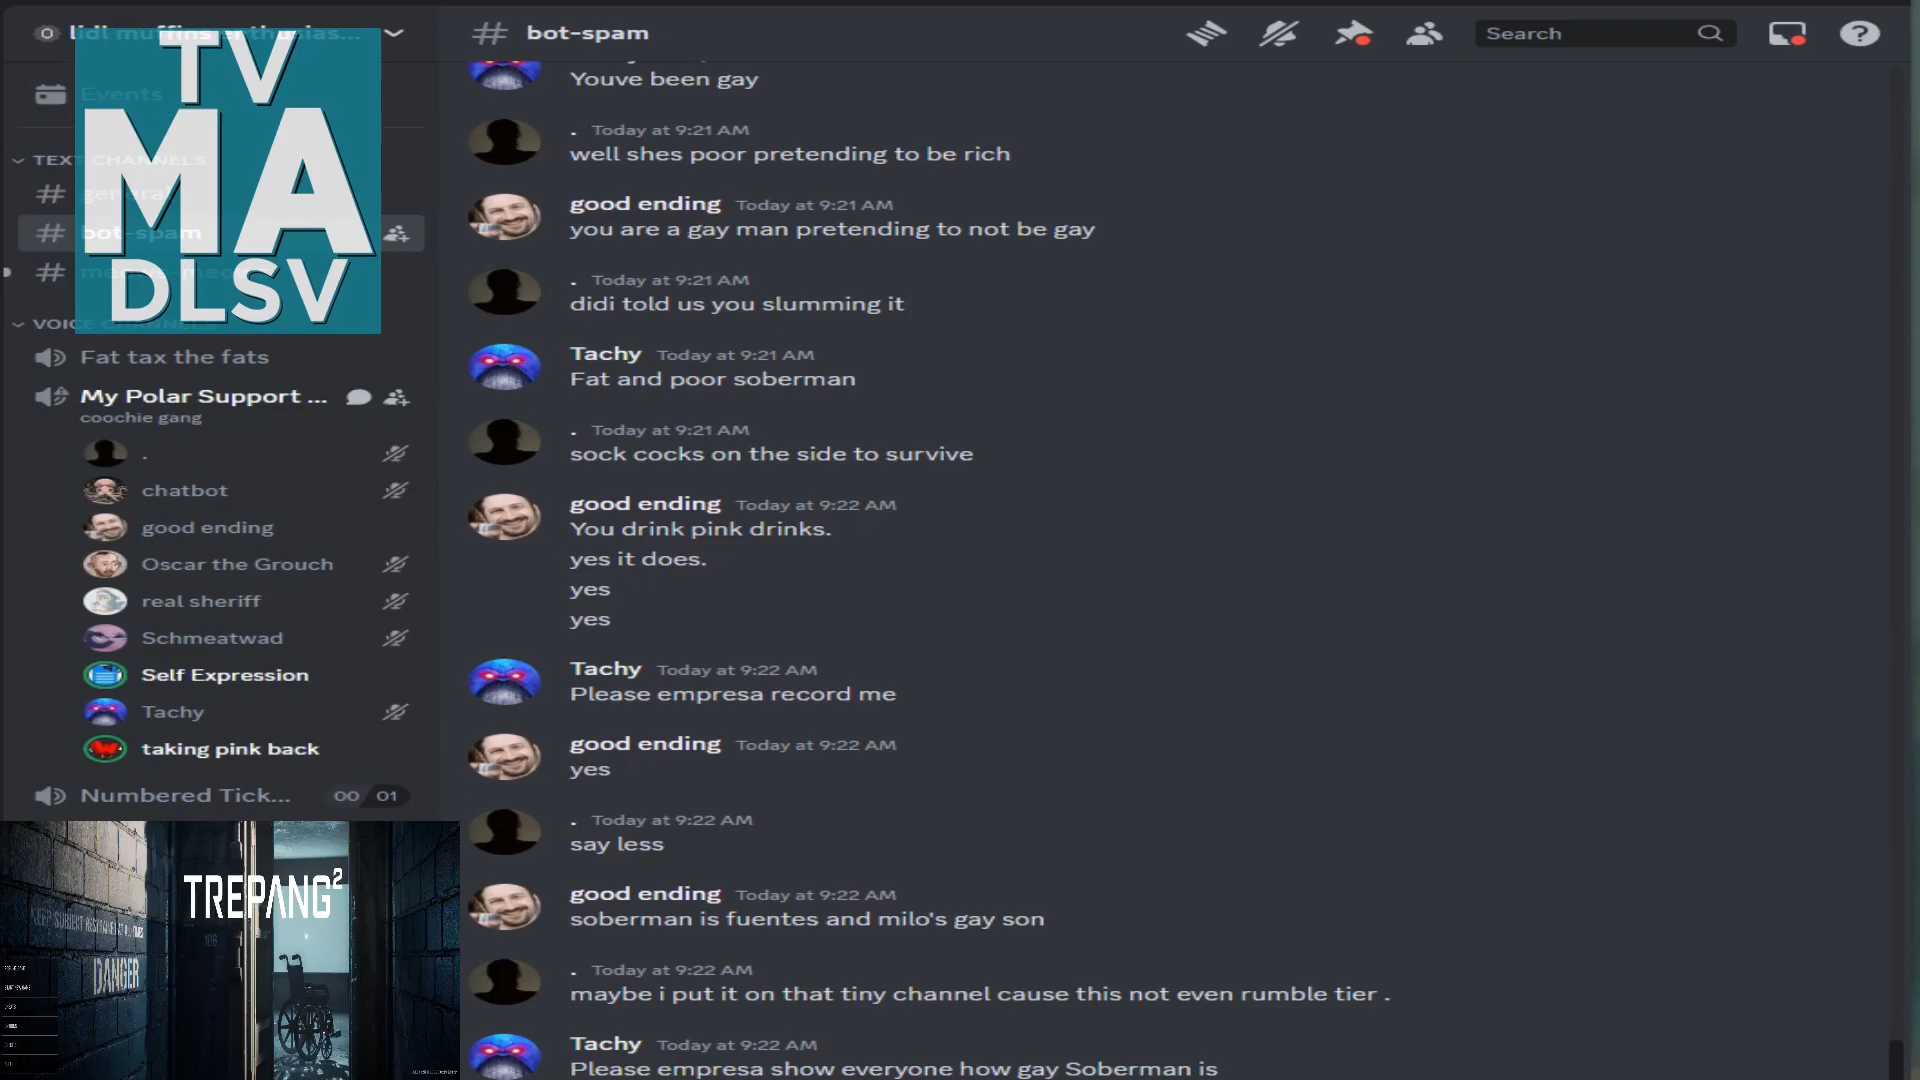 lidl muffins enthusias...
Events
TV
MA
DLSV
TEXT CHANNELS
general
bot-spam
VOICE CHANNELS
Fat tax the fats
My Polar Support ...
coochie gang
.
chatbot
good ending
Oscar the Grouch
real sheriff
Schmeatwad
Self Expression
Tachy
taking pink back
Numbered Tick... 00 01
TREPANG²
DANGER
106
bot-spam
Search
Youve been gay
. Today at 9:21 AM
well shes poor pretending to be rich
good ending Today at 9:21 AM
you are a gay man pretending to not be gay
. Today at 9:21 AM
didi told us you slumming it
Tachy Today at 9:21 AM
Fat and poor soberman
. Today at 9:21 AM
sock cocks on the side to survive
good ending Today at 9:22 AM
You drink pink drinks.
yes it does.
yes
yes
Tachy Today at 9:22 AM
Please empresa record me
good ending Today at 9:22 AM
yes
. Today at 9:22 AM
say less
good ending Today at 9:22 AM
soberman is fuentes and milo's gay son
. Today at 9:22 AM
maybe i put it on that tiny channel cause this not even rumble tier .
Tachy Today at 9:22 AM
Please empresa show everyone how gay Soberman is